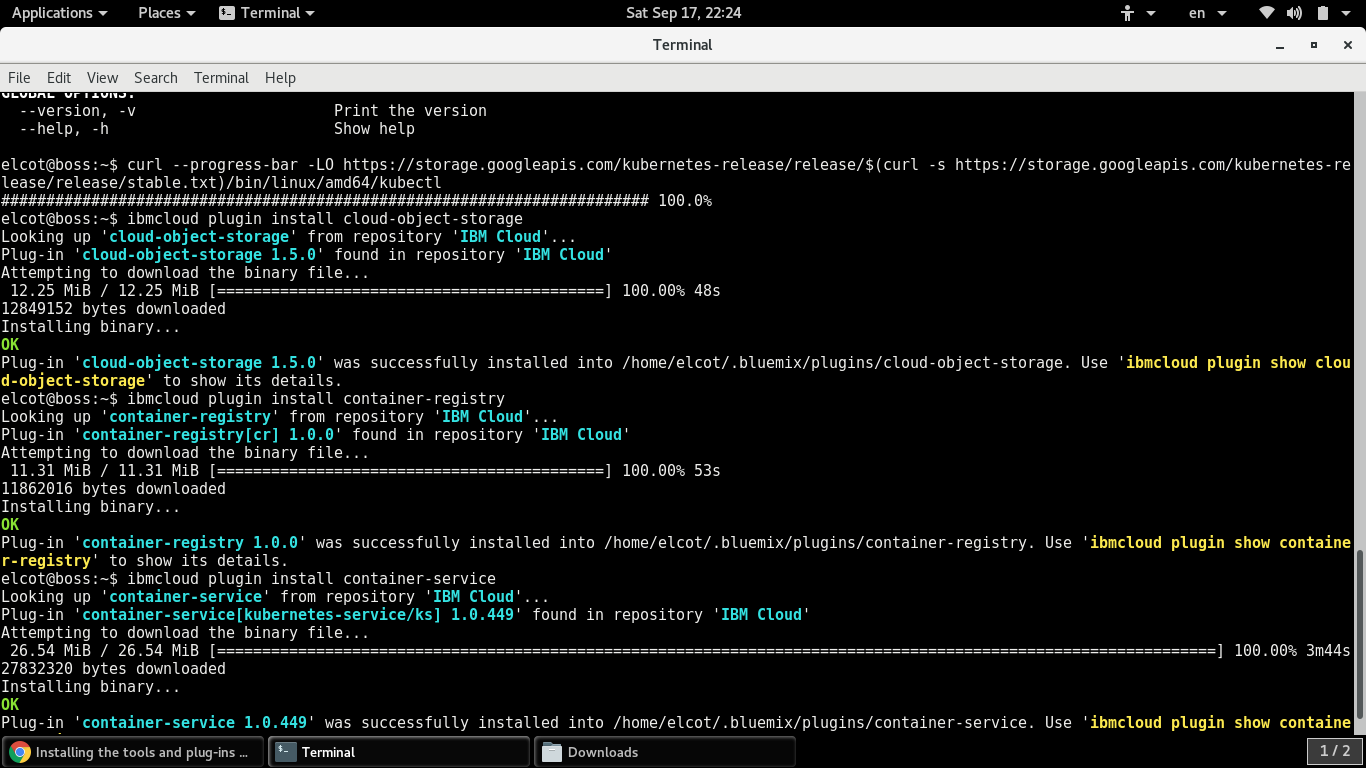 Applications Places Terminal Sat Sep 17, 22:24 en
Terminal
File Edit View Search Terminal Help
GLOBAL OPTIONS:
--version, -v Print the version
--help, -h Show help
elcot@boss:~$ curl --progress-bar -LO https://storage.googleapis.com/kubernetes-release/release/$(curl -s https://storage.googleapis.com/kubernetes-re
lease/release/stable.txt)/bin/linux/amd64/kubectl
######################################################################## 100.0%
elcot@boss:~$ ibmcloud plugin install cloud-object-storage
Looking up 'cloud-object-storage' from repository 'IBM Cloud'...
Plug-in 'cloud-object-storage 1.5.0' found in repository 'IBM Cloud'
Attempting to download the binary file...
12.25 MiB / 12.25 MiB [===========================================] 100.00% 48s
12849152 bytes downloaded
Installing binary...
OK
Plug-in 'cloud-object-storage 1.5.0' was successfully installed into /home/elcot/.bluemix/plugins/cloud-object-storage. Use 'ibmcloud plugin show clou
d-object-storage' to show its details.
elcot@boss:~$ ibmcloud plugin install container-registry
Looking up 'container-registry' from repository 'IBM Cloud'...
Plug-in 'container-registry[cr] 1.0.0' found in repository 'IBM Cloud'
Attempting to download the binary file...
11.31 MiB / 11.31 MiB [===========================================] 100.00% 53s
11862016 bytes downloaded
Installing binary...
OK
Plug-in 'container-registry 1.0.0' was successfully installed into /home/elcot/.bluemix/plugins/container-registry. Use 'ibmcloud plugin show containe
r-registry' to show its details.
elcot@boss:~$ ibmcloud plugin install container-service
Looking up 'container-service' from repository 'IBM Cloud'...
Plug-in 'container-service[kubernetes-service/ks] 1.0.449' found in repository 'IBM Cloud'
Attempting to download the binary file...
26.54 MiB / 26.54 MiB [===============================================================================================================] 100.00% 3m44s
27832320 bytes downloaded
Installing binary...
OK
Plug-in 'container-service 1.0.449' was successfully installed into /home/elcot/.bluemix/plugins/container-service. Use 'ibmcloud plugin show containe
Installing the tools and plug-ins ... Terminal Downloads 1 / 2